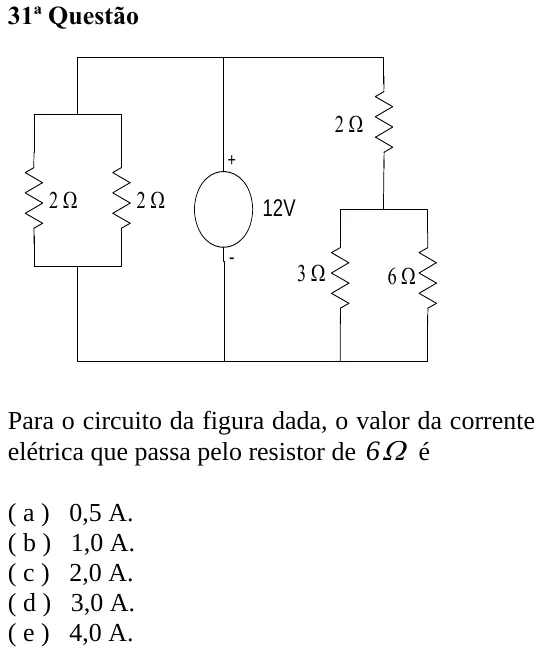 31ª Questão
2 Ω
+
2 Ω
2 Ω
12V
-
3 Ω
6 Ω
Para o circuito da figura dada, o valor da corrente
elétrica que passa pelo resistor de 6Ω é
( a ) 0,5 A.
( b ) 1,0 A.
( c ) 2,0 A.
( d ) 3,0 A.
( e ) 4,0 A.